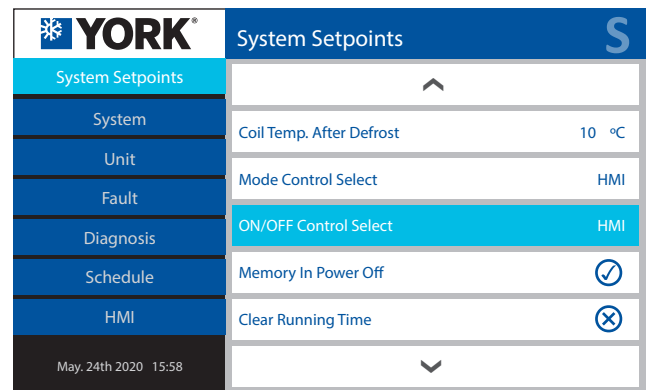 YORK®
System Setpoints
S
System Setpoints
System
Unit
Fault
Diagnosis
Schedule
HMI
May. 24th 2020 15:58
Coil Temp. After Defrost 10 ºC
Mode Control Select HMI
ON/OFF Control Select HMI
Memory In Power Off
Clear Running Time